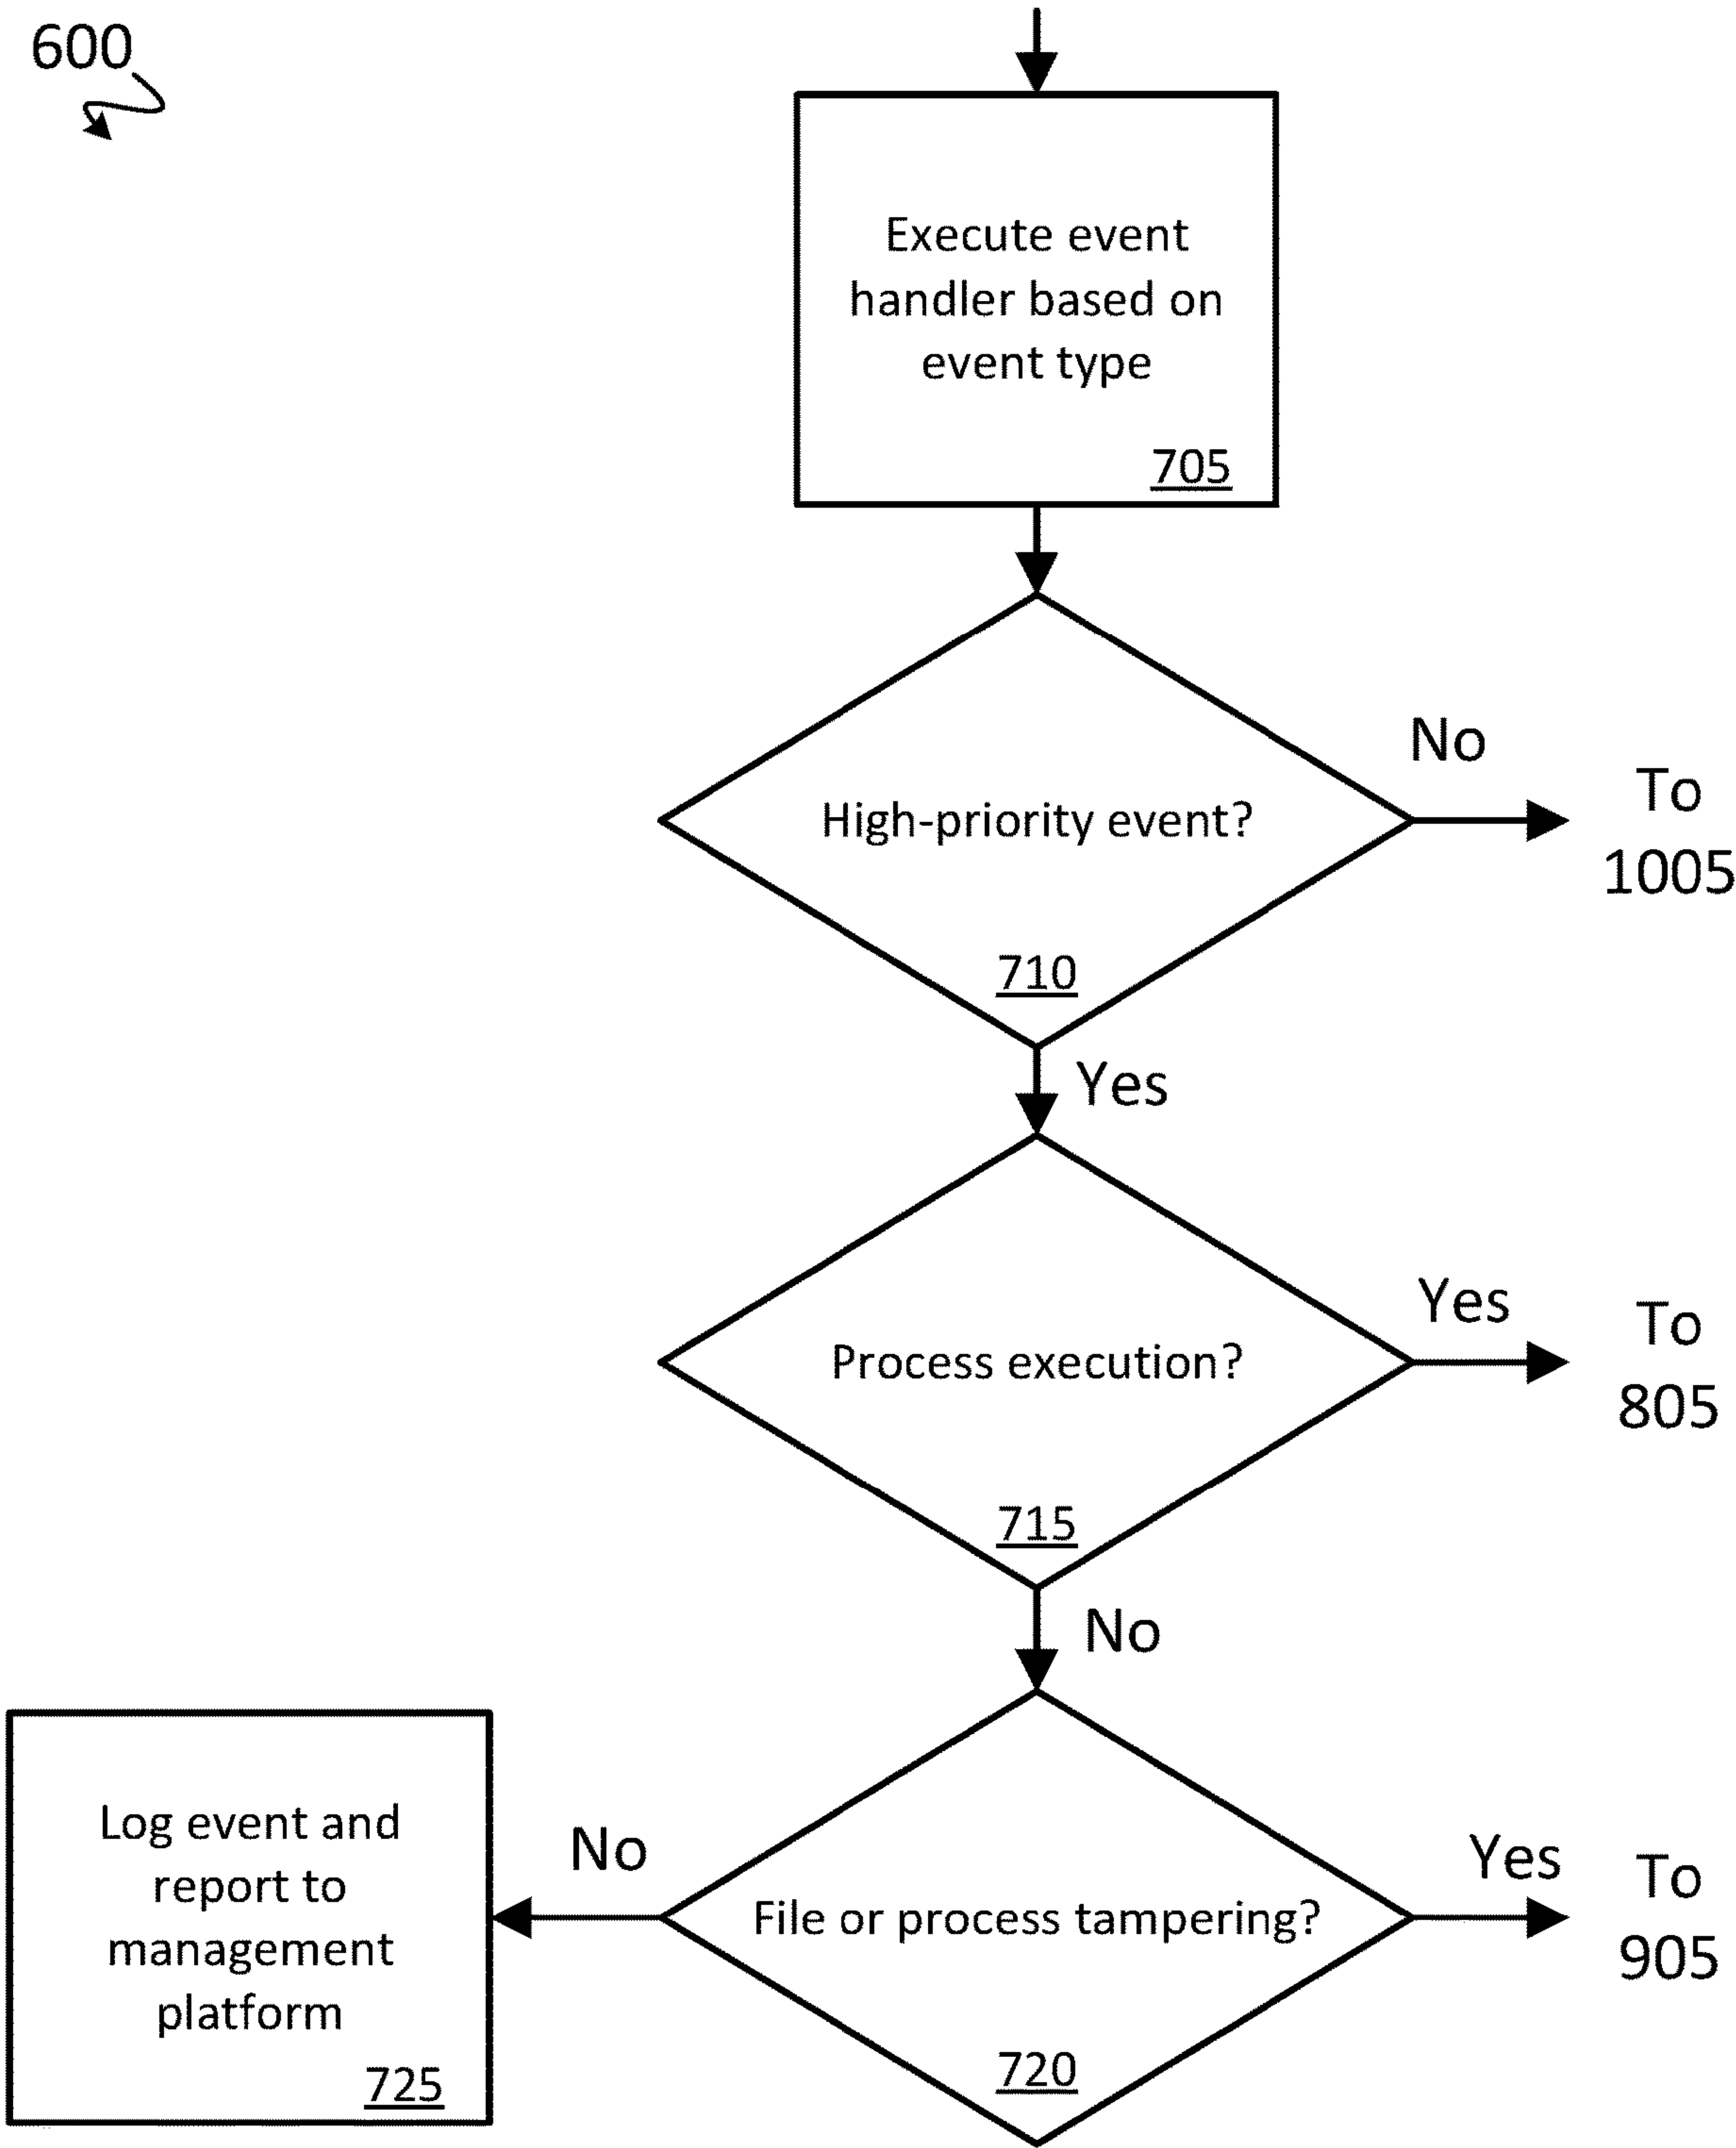 600
Execute event
handler based on
event type
705
High-priority event?
710
No
To
1005
Yes
Process execution?
715
Yes
To
805
No
File or process tampering?
720
Yes
To
905
No
Log event and
report to
management
platform
725